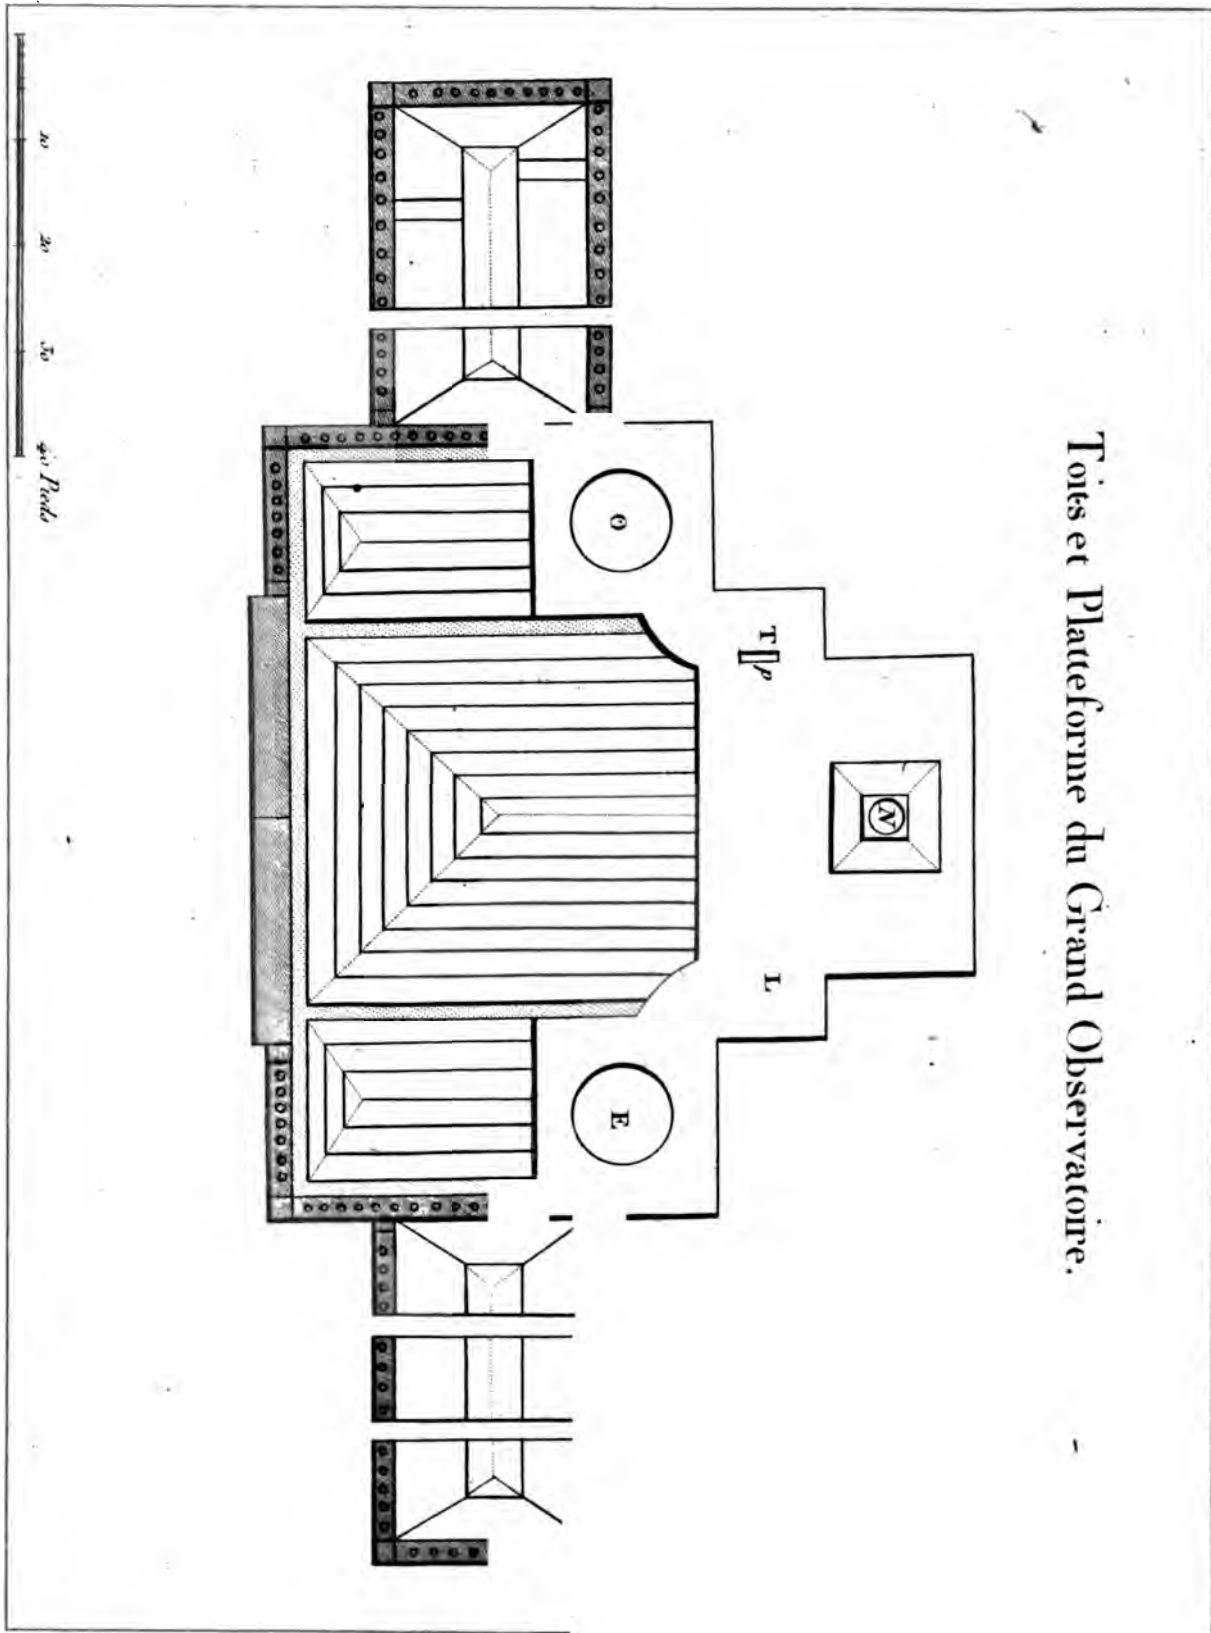 Toits et Platteforme du Grand Observatoire.
N
T p L
O E
10 20 30 40 Pieds